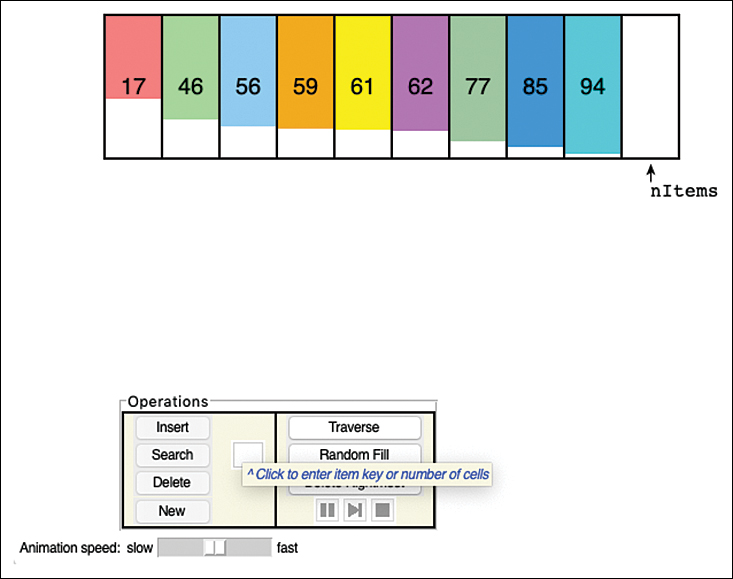 17 46 56 59 61 62 77 85 94
nItems
Operations
Insert
Traverse
Search
Random Fill
^ Click to enter item key or number of cells
Delete
New
Animation speed: slow fast